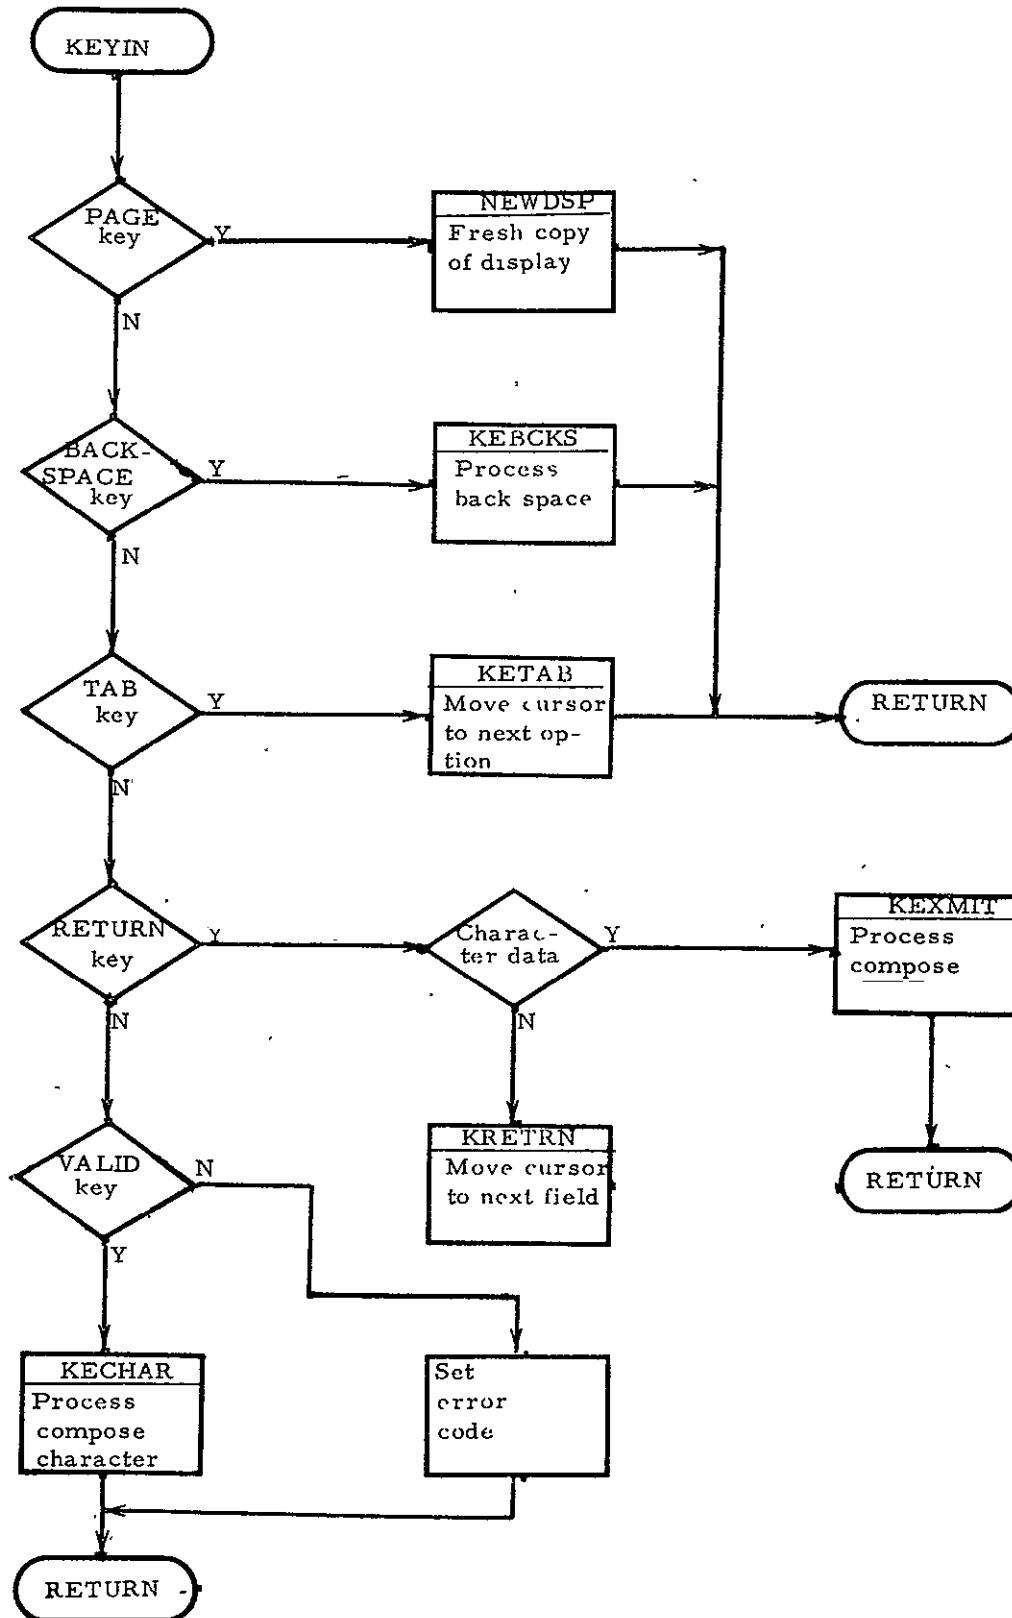 KEYIN
PAGE
key
Y
N
NEWDSP
Fresh copy
of display
BACK-
SPACE
key
Y
N
KEBCKS
Process
back space
TAB
key
Y
N
KETAB
Move cursor
to next op-
tion
RETURN
RETURN
key
Y
N
Charac-
ter data
Y
N
KEXMIT
Process
compose
RETURN
KRETRN
Move cursor
to next field
VALID
key
N
Y
KECHAR
Process
compose
character
Set
error
code
RETURN